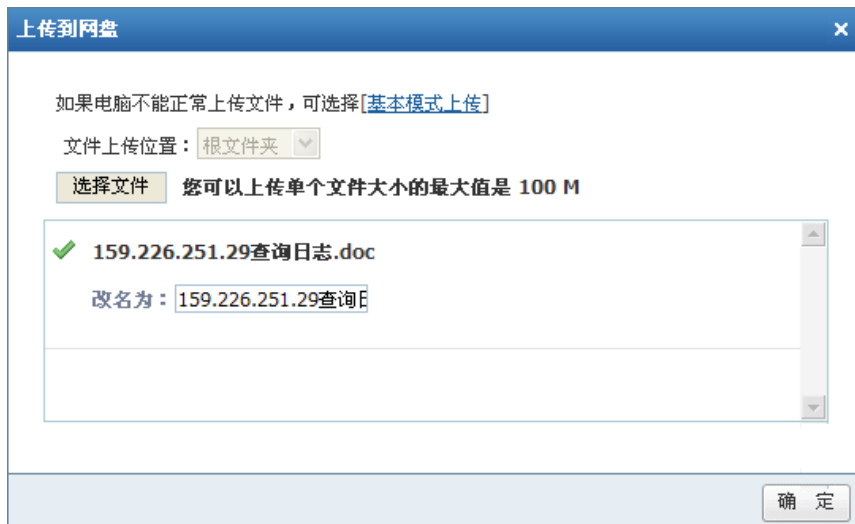 上传到网盘
如果电脑不能正常上传文件，可选择[基本模式上传]
文件上传位置：根文件夹
选择文件 您可以上传单个文件大小的最大值是 100 M
159.226.251.29查询日志.doc
改名为：159.226.251.29查询日
确 定